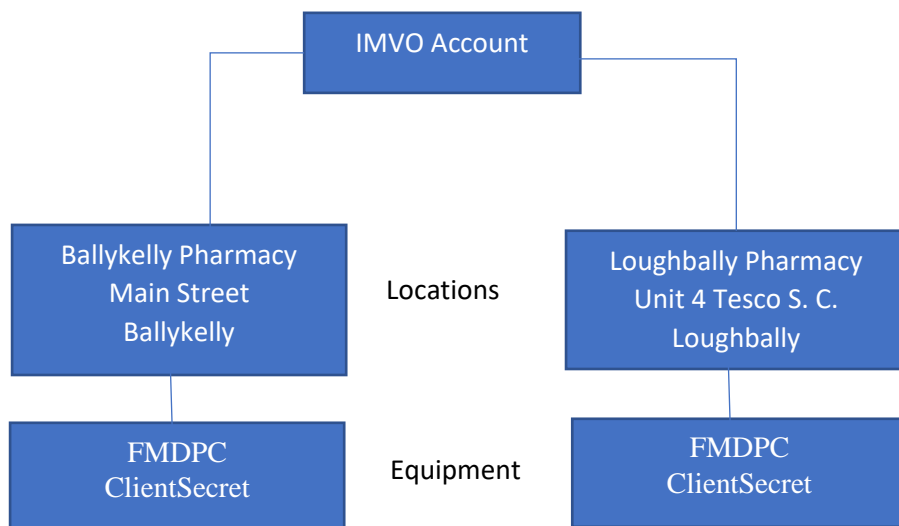 IMVO Account
Ballykelly Pharmacy
Main Street
Ballykelly
Locations
Loughbally Pharmacy
Unit 4 Tesco S. C.
Loughbally
FMDPC
ClientSecret
Equipment
FMDPC
ClientSecret